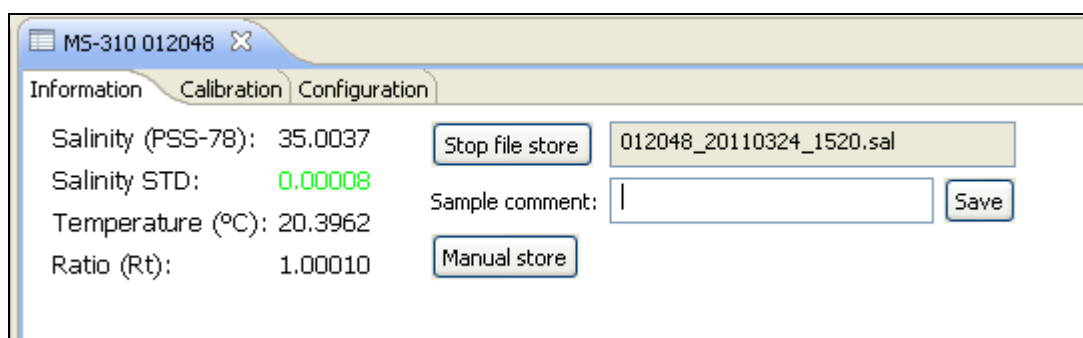 MS-310 012048
Information Calibration Configuration
Salinity (PSS-78): 35.0037 Stop file store 012048_20110324_1520.sal
Salinity STD: 0.00008 Sample comment: Save
Temperature (ºC): 20.3962
Ratio (Rt): 1.00010 Manual store